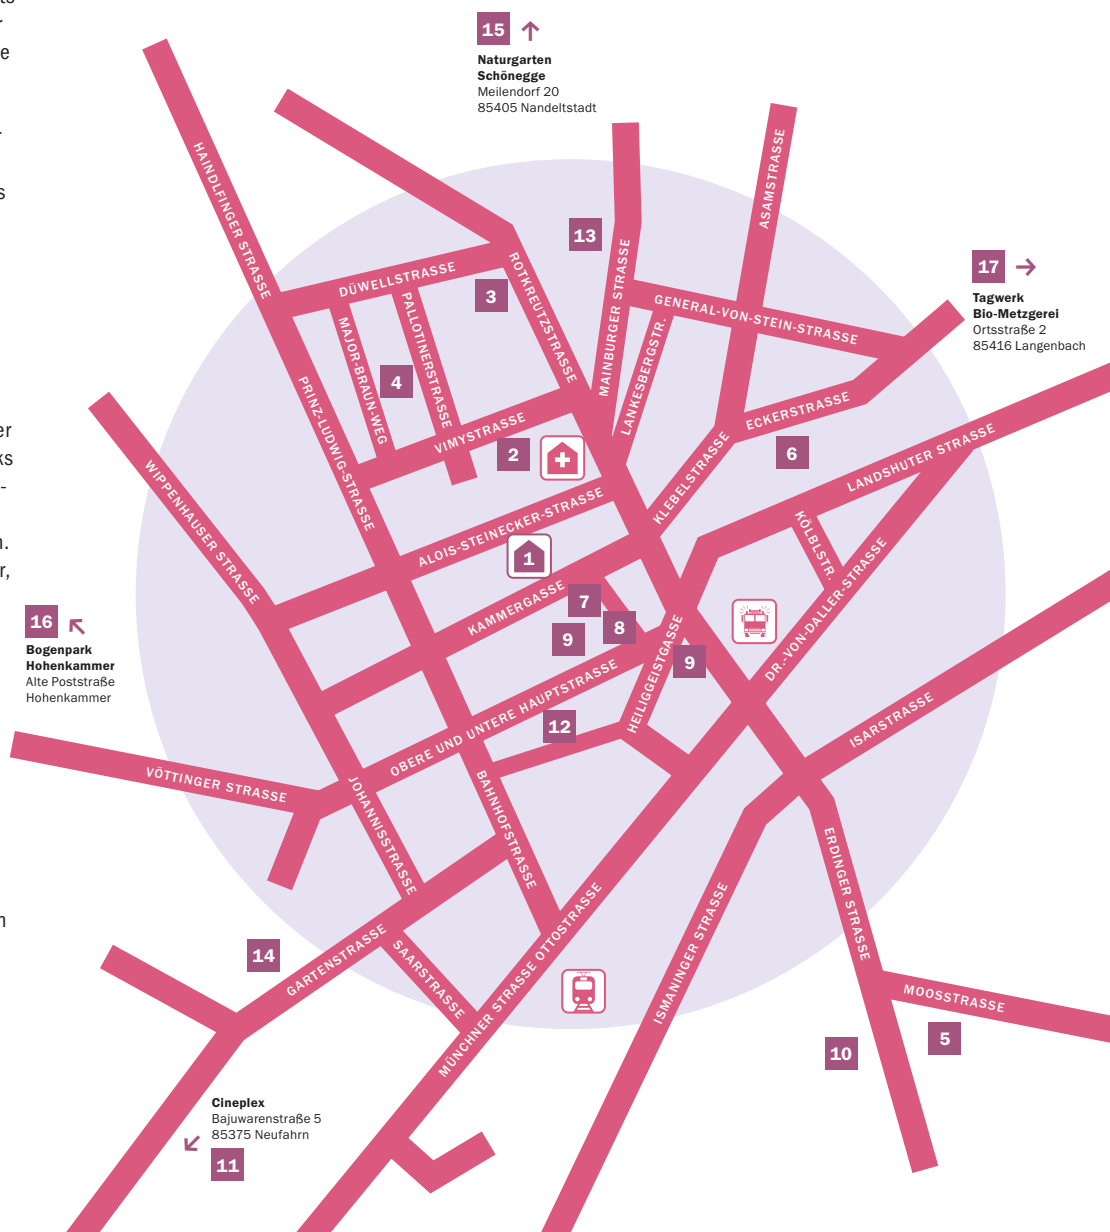 15
Naturgarten
Schönegge
Meilendorf 20
85405 Nandeltstadt
HAINDLFINGER STRASSE
ASAMSTRASSE
13
17
Tagwerk
Bio-Metzgerei
Ortsstraße 2
85416 Langenbach
DÜWELLSTRASSE
ROTKREUZSTRASSE
MAINBURGER STRASSE
3
GENERAL-VON-STEIN-STRASSE
PALLOTINERSTRASSE
MAJOR-BRAUN-WEG
LANKESBERGSTR.
4
PRINZ-LUDWIG-STRASSE
ECKERSTRASSE
VIMYSTRASSE
2
6
LANDSHUTER STRASSE
KLEBELSTRASSE
WIPPENHAUSER STRASSE
ALOIS-STEINECKER-STRASSE
KÖLBLSTR.
1
KAMMERGASSE
7
8
9
DR.-VON-DALLER-STRASSE
16
Bogenpark
Hohenkammer
Alte Poststraße
Hohenkammer
HEILIGGEISTGASSE
9
OBERE UND UNTERE HAUPTSTRASSE
12
ISARSTRASSE
VÖTTINGER STRASSE
JOHANNISSTRASSE
BAHNHOFSTRASSE
ERDINGER STRASSE
14
GARTENSTRASSE
SAARSTRASSE
MÜNCHNER STRASSE OTTOSTRASSE
ISMANINGER STRASSE
MOOSSTRASSE
5
10
Cineplex
Bajuwarenstraße 5
85375 Neufahrn
11